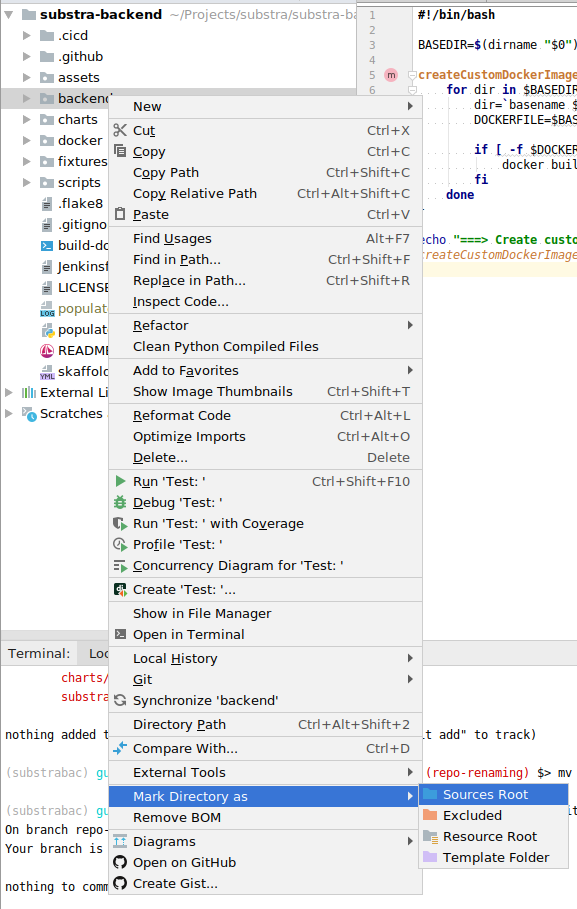 substra-backend ~/Projects/substra/substra-ba
.cicd
.github
assets
backend
charts
docker
fixtures
scripts
.flake8
.gitigno
build-do
Jenkinsf
LICENSE
populat
populat
README
skaffold
External Li
Scratches
1 #!/bin/bash
2
3 BASEDIR=$(dirname "$0")
4
5 createCustomDockerImage
6 for dir in $BASEDIR
dir=`basename $
DOCKERFILE=$BAS
if [ -f $DOCKER
docker buil
fi
done
echo "===> Create custo
createCustomDockerImage
New
Cut Ctrl+X
Copy Ctrl+C
Copy Path Ctrl+Shift+C
Copy Relative Path Ctrl+Alt+Shift+C
Paste Ctrl+V
Find Usages Alt+F7
Find in Path... Ctrl+Shift+F
Replace in Path... Ctrl+Shift+R
Inspect Code...
Refactor
Clean Python Compiled Files
Add to Favorites
Show Image Thumbnails Ctrl+Shift+T
Reformat Code Ctrl+Alt+L
Optimize Imports Ctrl+Alt+O
Delete... Delete
Run 'Test: ' Ctrl+Shift+F10
Debug 'Test: '
Run 'Test: ' with Coverage
Profile 'Test: '
Concurrency Diagram for 'Test: '
Create 'Test: '...
Show in File Manager
Open in Terminal
Local History
Git
Synchronize 'backend'
Directory Path Ctrl+Alt+Shift+2
Compare With... Ctrl+D
External Tools
Mark Directory as
Remove BOM
Diagrams
Open on GitHub
Create Gist...
Sources Root
Excluded
Resource Root
Template Folder
Terminal: Loc
charts/
substra
nothing added t it add" to track)
(substrabac) gu (repo-renaming) $> mv
(substrabac) gu it
On branch repo-
Your branch is
nothing to comm